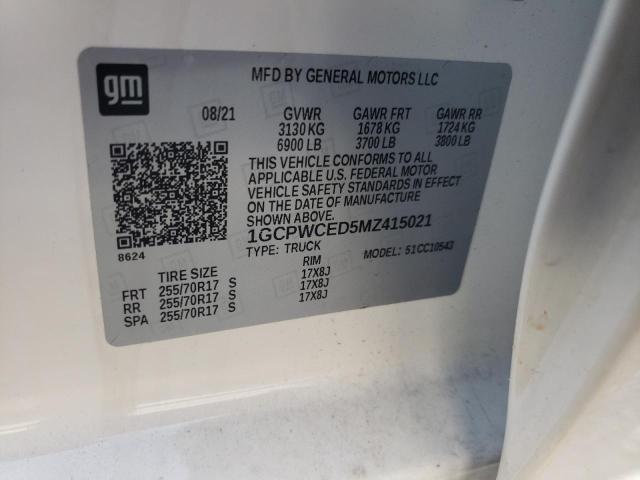 gm
MFD BY GENERAL MOTORS LLC
08/21 GVWR GAWR FRT GAWR RR
3130 KG 1678 KG 1724 KG
6900 LB 3700 LB 3800 LB
THIS VEHICLE CONFORMS TO ALL
APPLICABLE U.S. FEDERAL MOTOR
VEHICLE SAFETY STANDARDS IN EFFECT
ON THE DATE OF MANUFACTURE
SHOWN ABOVE.
1GCPWCED5MZ415021
8624 TYPE: TRUCK MODEL: 51CC10543
TIRE SIZE RIM
FRT 255/70R17 S 17X8J
RR 255/70R17 S 17X8J
SPA 255/70R17 S 17X8J